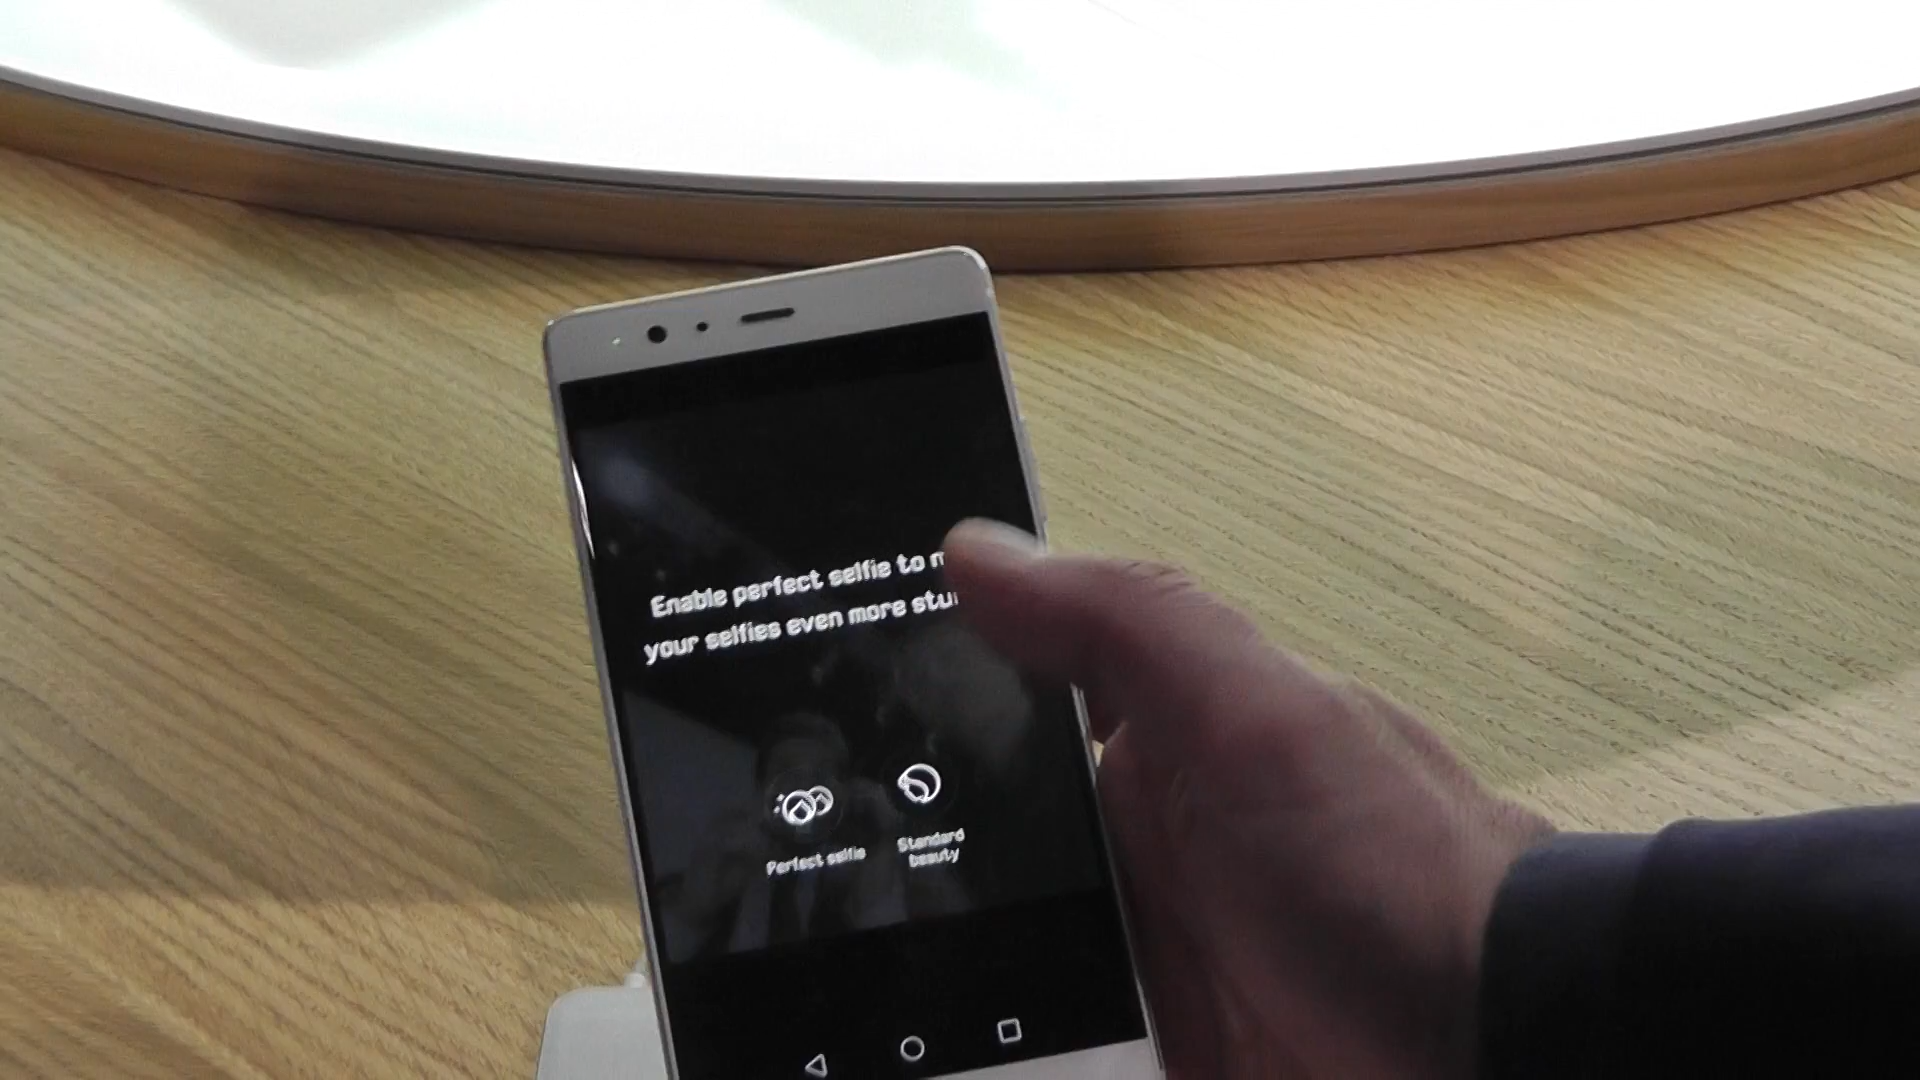 Enable perfect selfie to
your selfies even more
Perfect selfie
Standard
beauty